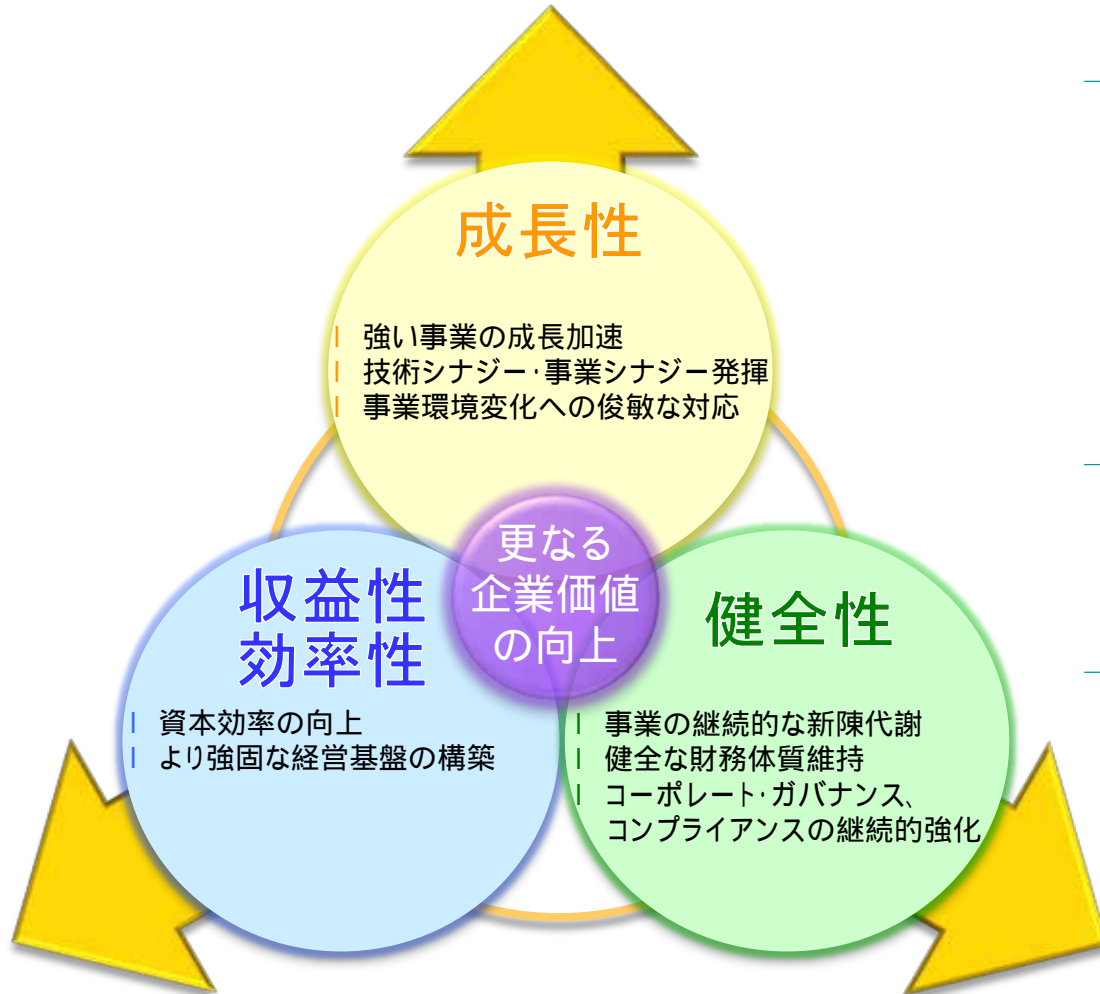 成長性
強い事業の成長加速
技術シナジー・事業シナジー発揮
事業環境変化への俊敏な対応
更なる
企業価値
の向上
収益性
効率性
資本効率の向上
より強固な経営基盤の構築
健全性
事業の継続的な新陳代謝
健全な財務体質維持
コーポレート・ガバナンス、
コンプライアンスの継続的強化